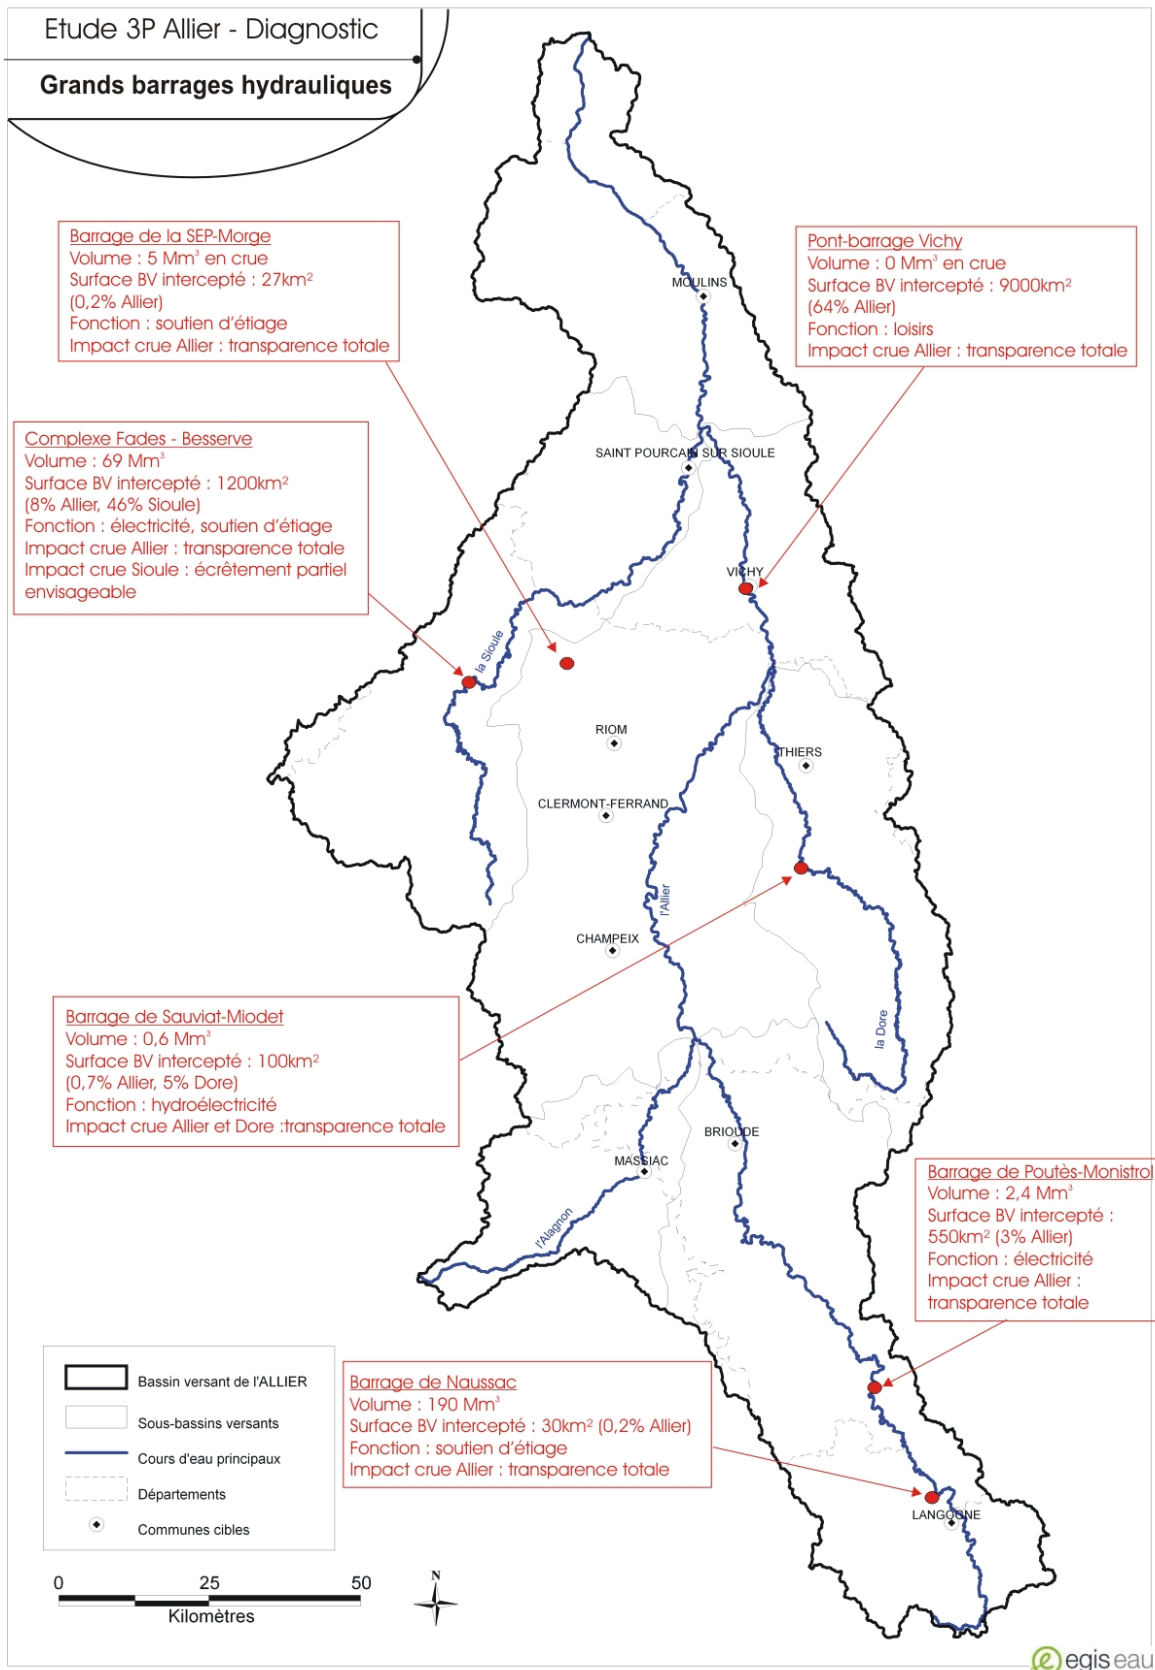 Etude 3P Allier - Diagnostic
Grands barrages hydrauliques
Barrage de la SEP-Morge
Volume : 5 Mm³ en crue
Surface BV intercepté : 27km²
(0,2% Allier)
Fonction : soutien d'étiage
Impact crue Allier : transparence totale
Pont-barrage Vichy
Volume : 0 Mm³ en crue
Surface BV intercepté : 9000km²
(64% Allier)
Fonction : loisirs
Impact crue Allier : transparence totale
MOULINS
Complexe Fades - Besserve
Volume : 69 Mm³
Surface BV intercepté : 1200km²
(8% Allier, 46% Sioule)
Fonction : électricité, soutien d'étiage
Impact crue Allier : transparence totale
Impact crue Sioule : écrêtement partiel
envisageable
SAINT POURCAIN SUR SIOULE
VICHY
la Sioule
RIOM
THIERS
CLERMONT-FERRAND
l'Allier
CHAMPEIX
la Dore
Barrage de Sauviat-Miodet
Volume : 0,6 Mm³
Surface BV intercepté : 100km²
(0,7% Allier, 5% Dore)
Fonction : hydroélectricité
Impact crue Allier et Dore :transparence totale
BRIOUDE
MASSIAC
l'Alagnon
Barrage de Poutès-Monistrol
Volume : 2,4 Mm³
Surface BV intercepté :
550km² (3% Allier)
Fonction : électricité
Impact crue Allier :
transparence totale
Barrage de Naussac
Volume : 190 Mm³
Surface BV intercepté : 30km² (0,2% Allier)
Fonction : soutien d'étiage
Impact crue Allier : transparence totale
LANGOGNE
Bassin versant de l'ALLIER
Sous-bassins versants
Cours d'eau principaux
Départements
Communes cibles
0 25 50
Kilomètres
N
egis eau